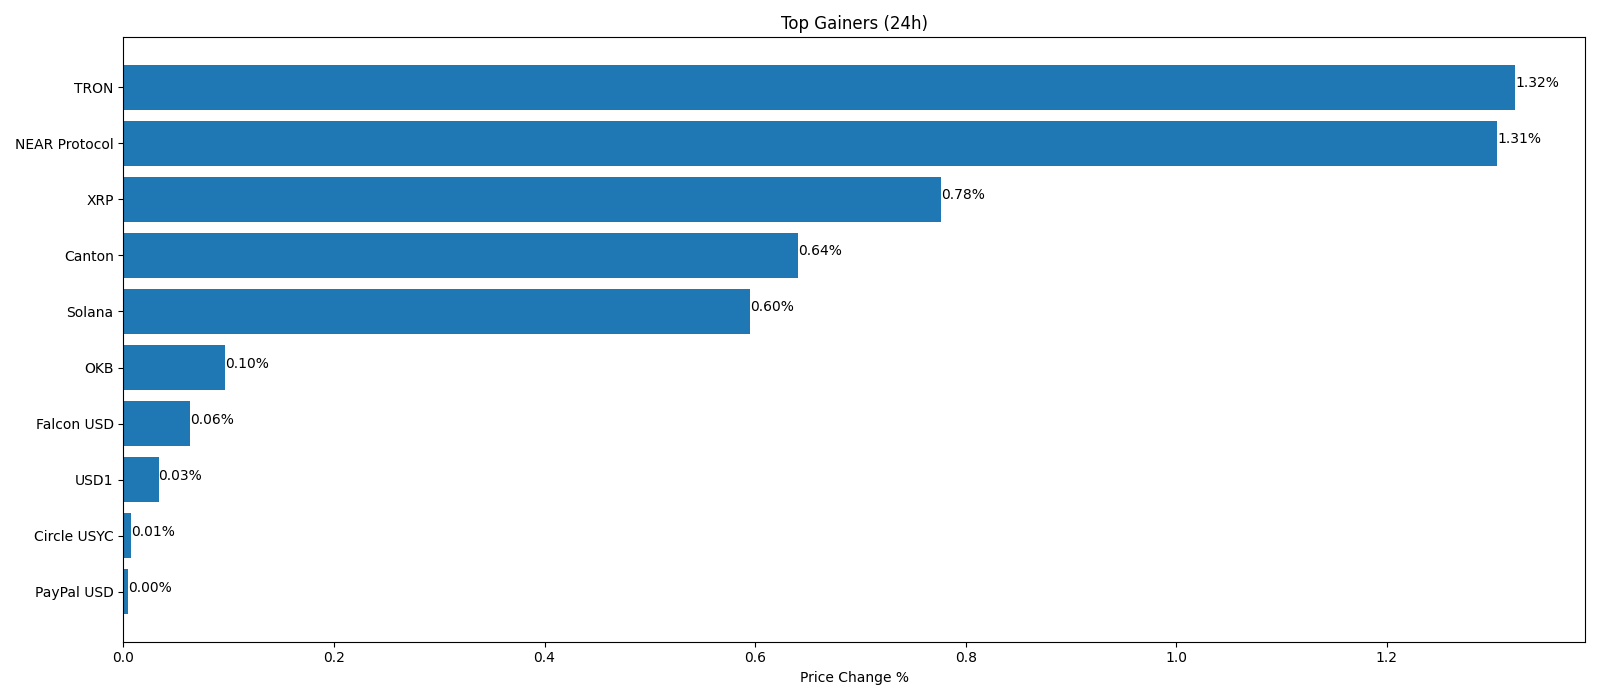 Top Gainers (24h)
TRON 1.32%
NEAR Protocol 1.31%
XRP 0.78%
Canton 0.64%
Solana 0.60%
OKB 0.10%
Falcon USD 0.06%
USD1 0.03%
Circle USYC 0.01%
PayPal USD 0.00%
0.0 0.2 0.4 0.6 0.8 1.0 1.2
Price Change %